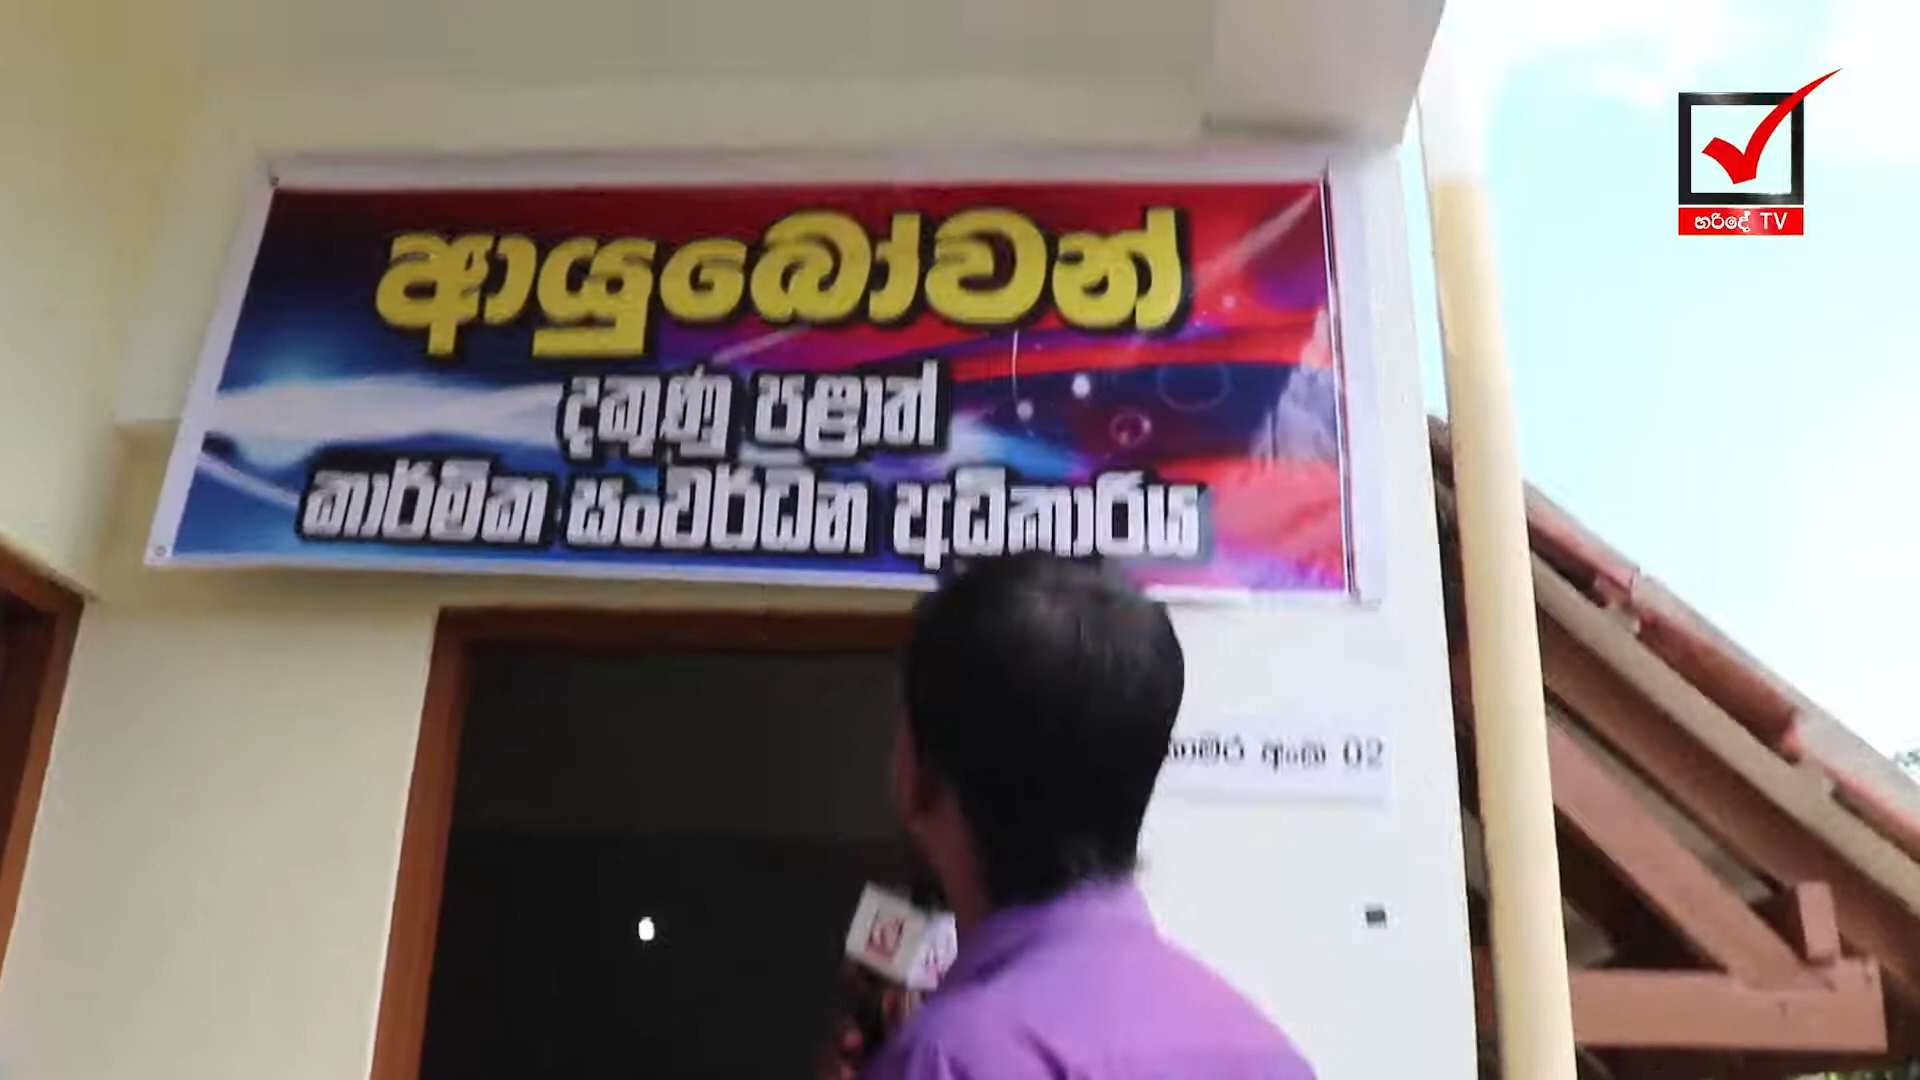 ආයුබෝවන්
දකුණු පළාත්
කාර්මික සංවර්ධන අධිකාරිය
හරිදේ TV
අංක 02